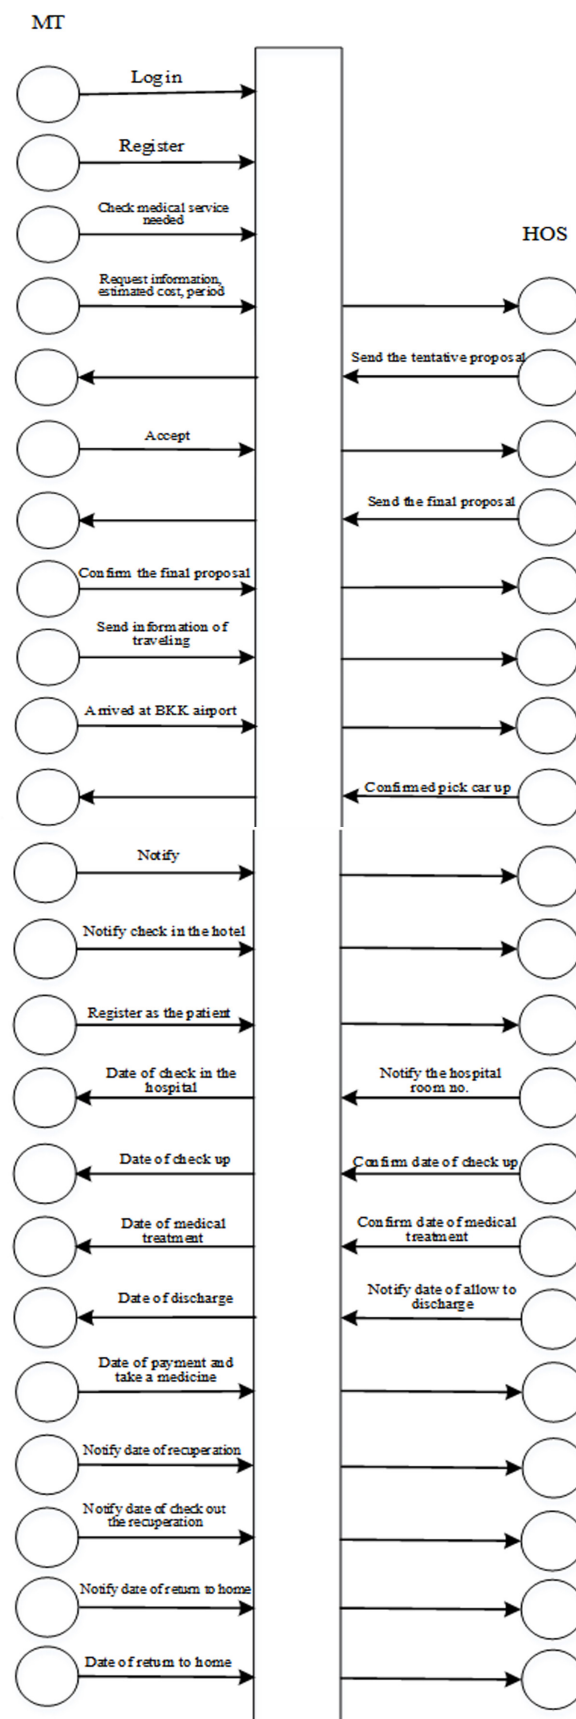 MT
Login
Register
Check medical service
needed
HOS
Request information,
estimated cost, period
Send the tentative proposal
Accept
Send the final proposal
Confirm the final proposal
Send information of
traveling
Arrived at BKK airport
Confirmed pick car up
Notify
Notify check in the hotel
Register as the patient
Date of check in the
hospital
Notify the hospital
room no.
Date of check up
Confirm date of check up
Date of medical
treatment
Confirm date of medical
treatment
Date of discharge
Notify date of allow to
discharge
Date of payment and
take a medicine
Notify date of recuperation
Notify date of check out
the recuperation
Notify date of return to home
Date of return to home